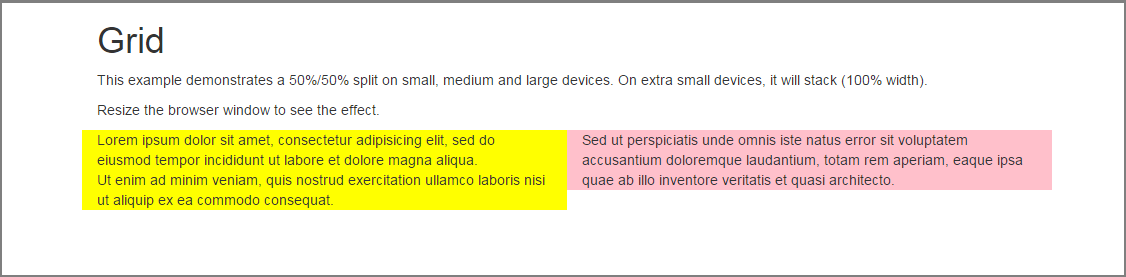 Grid
This example demonstrates a 50%/50% split on small, medium and large devices. On extra small devices, it will stack (100% width).
Resize the browser window to see the effect.
Lorem ipsum dolor sit amet, consectetur adipisicing elit, sed do
eiusmod tempor incididunt ut labore et dolore magna aliqua.
Ut enim ad minim veniam, quis nostrud exercitation ullamco laboris nisi
ut aliquip ex ea commodo consequat.
Sed ut perspiciatis unde omnis iste natus error sit voluptatem
accusantium doloremque laudantium, totam rem aperiam, eaque ipsa
quae ab illo inventore veritatis et quasi architecto.